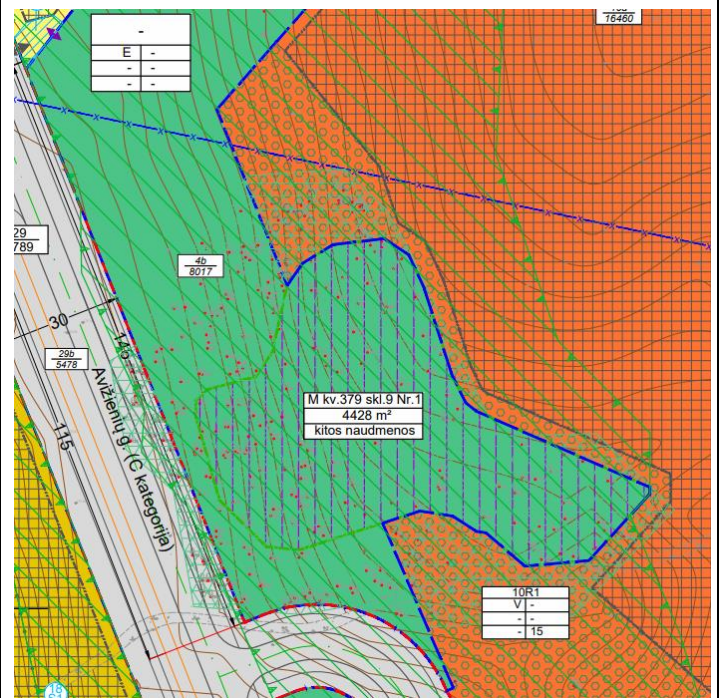 -
E -
- -
- -
16460
29
789
4b
8017
30
29b
5478
145
115
Avižienių g. (C kategorija)
M kv.379 skl.9 Nr.1
4428 m²
kitos naudmenos
10R1
V -
- -
- 15
18